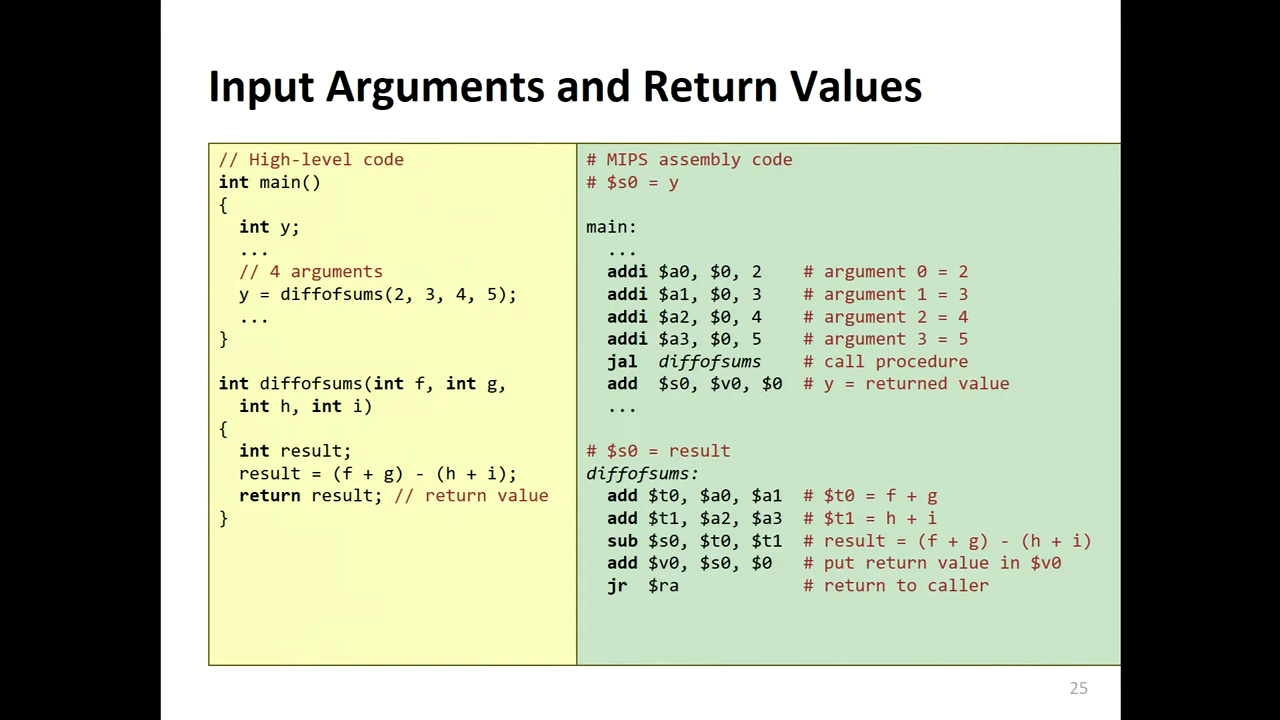 Input Arguments and Return Values
// High-level code
int main()
{
  int y;
  ...
  // 4 arguments
  y = diffofsums(2, 3, 4, 5);
  ...
}
int diffofsums(int f, int g,
  int h, int i)
{
  int result;
  result = (f + g) - (h + i);
  return result; // return value
}
# MIPS assembly code
# $s0 = y
main:
  ...
  addi $a0, $0, 2    # argument 0 = 2
  addi $a1, $0, 3    # argument 1 = 3
  addi $a2, $0, 4    # argument 2 = 4
  addi $a3, $0, 5    # argument 3 = 5
  jal  diffofsums    # call procedure
  add  $s0, $v0, $0  # y = returned value
  ...
# $s0 = result
diffofsums:
  add $t0, $a0, $a1  # $t0 = f + g
  add $t1, $a2, $a3  # $t1 = h + i
  sub $s0, $t0, $t1  # result = (f + g) - (h + i)
  add $v0, $s0, $0   # put return value in $v0
  jr  $ra            # return to caller
25